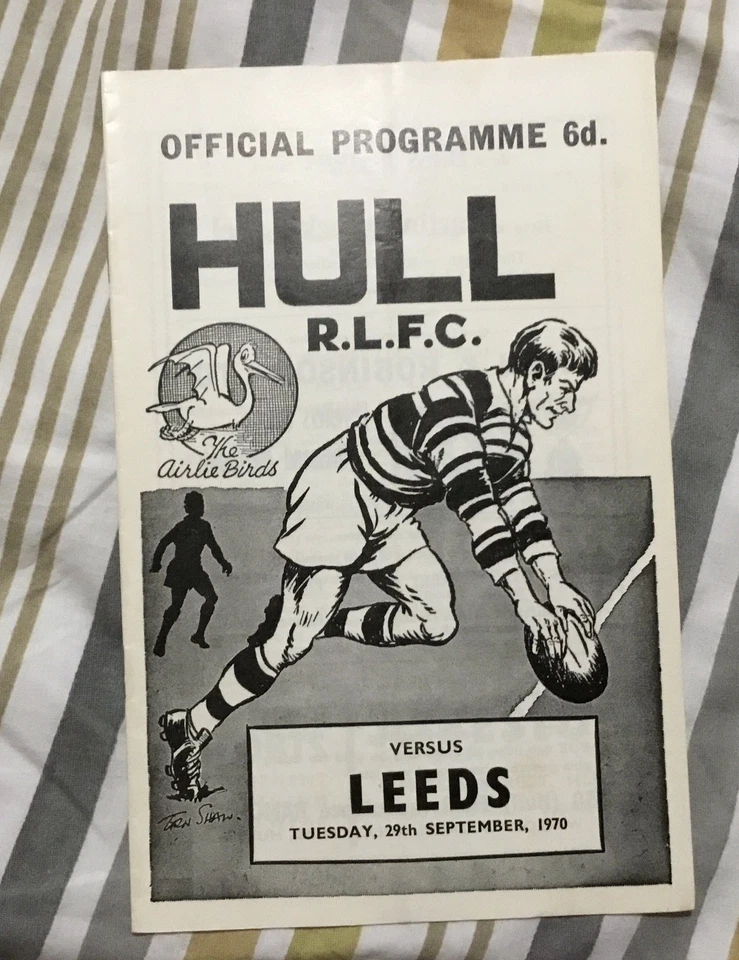 OFFICIAL PROGRAMME 6d.
HULL
R.L.F.C.
The
Airlie Birds
VERSUS
LEEDS
TUESDAY, 29th SEPTEMBER, 1970